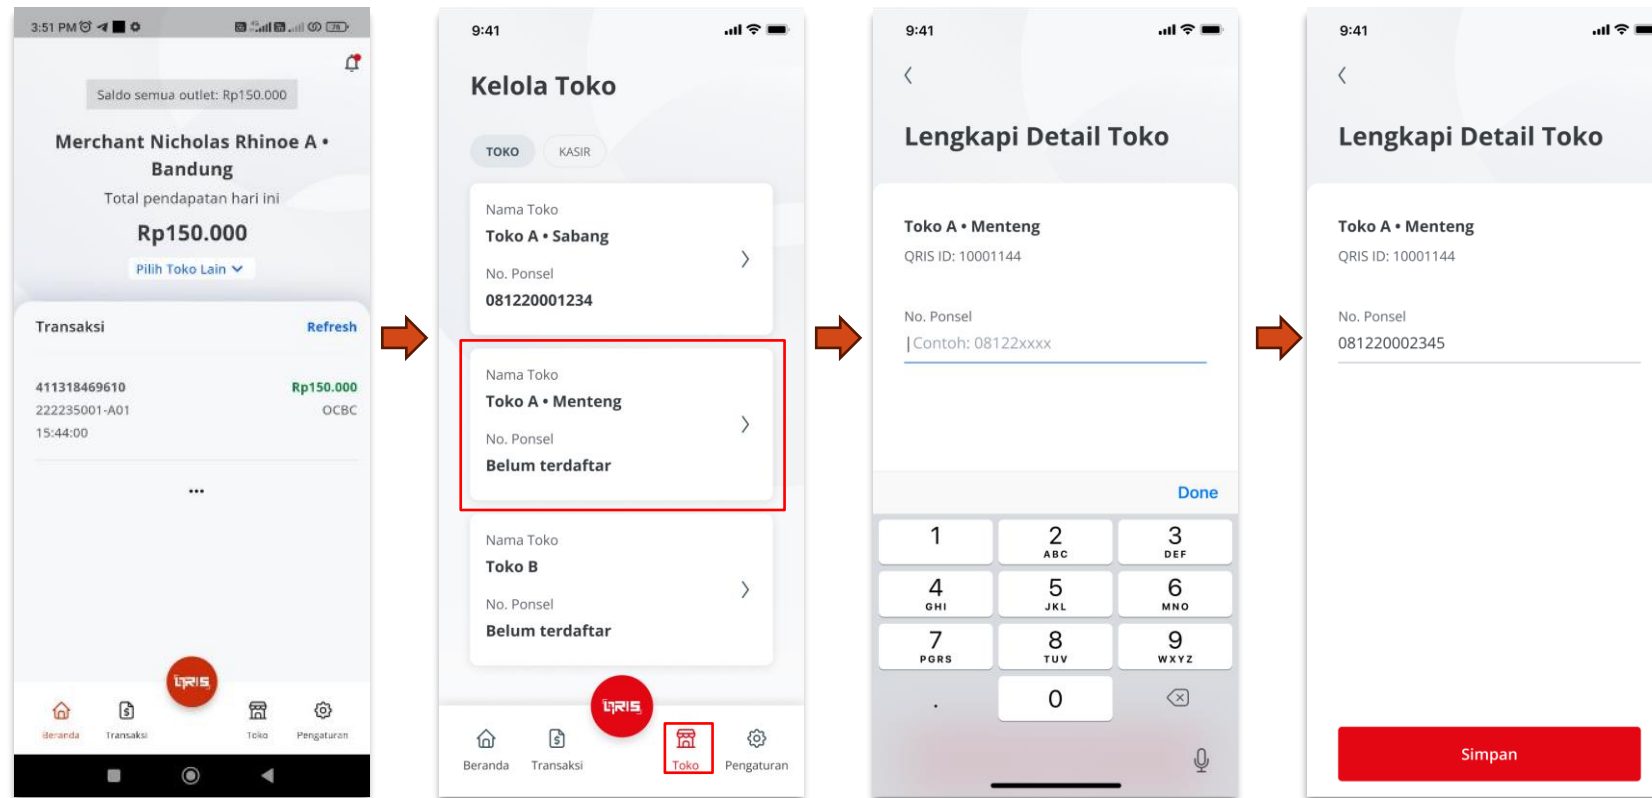 3:51 PM
76
Saldo semua outlet: Rp150.000
Merchant Nicholas Rhinoe A •
Bandung
Total pendapatan hari ini
Rp150.000
Pilih Toko Lain
Transaksi Refresh
411318469610 Rp150.000
222235001-A01 OCBC
15:44:00
...
QRIS
Beranda Transaksi Toko Pengaturan
9:41
Kelola Toko
TOKO KASIR
Nama Toko
Toko A • Sabang
No. Ponsel
081220001234
Nama Toko
Toko A • Menteng
No. Ponsel
Belum terdaftar
Nama Toko
Toko B
No. Ponsel
Belum terdaftar
QRIS
Beranda Transaksi Toko Pengaturan
9:41
Lengkapi Detail Toko
Toko A • Menteng
QRIS ID: 10001144
No. Ponsel
Contoh: 08122xxxx
Done
1 2 3
ABC DEF
4 5 6
GHI JKL MNO
7 8 9
PQRS TUV WXYZ
. 0
9:41
Lengkapi Detail Toko
Toko A • Menteng
QRIS ID: 10001144
No. Ponsel
081220002345
Simpan